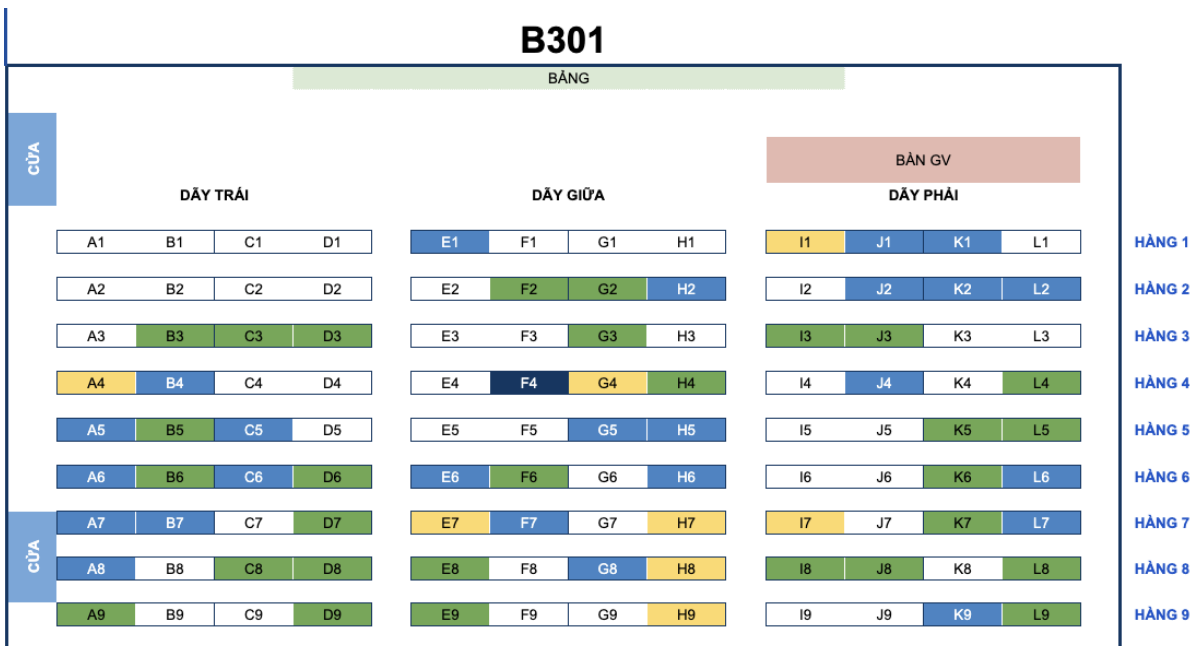 B301
BẢNG
CỬA
BÀN GV
DÃY TRÁI DÃY GIỮA DÃY PHẢI
A1 B1 C1 D1 E1 F1 G1 H1 I1 J1 K1 L1 HÀNG 1
A2 B2 C2 D2 E2 F2 G2 H2 I2 J2 K2 L2 HÀNG 2
A3 B3 C3 D3 E3 F3 G3 H3 I3 J3 K3 L3 HÀNG 3
A4 B4 C4 D4 E4 F4 G4 H4 I4 J4 K4 L4 HÀNG 4
A5 B5 C5 D5 E5 F5 G5 H5 I5 J5 K5 L5 HÀNG 5
A6 B6 C6 D6 E6 F6 G6 H6 I6 J6 K6 L6 HÀNG 6
A7 B7 C7 D7 E7 F7 G7 H7 I7 J7 K7 L7 HÀNG 7
CỬA
A8 B8 C8 D8 E8 F8 G8 H8 I8 J8 K8 L8 HÀNG 8
A9 B9 C9 D9 E9 F9 G9 H9 I9 J9 K9 L9 HÀNG 9